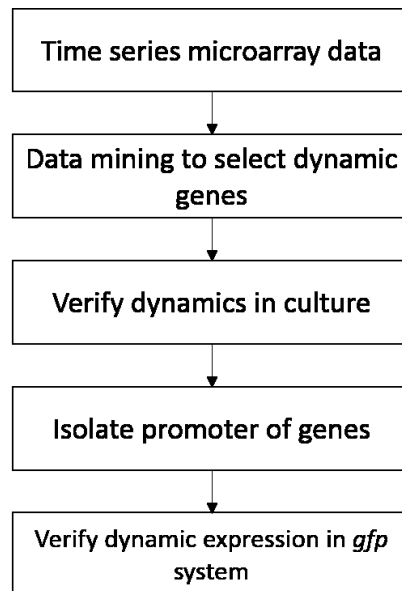 Time series microarray data
Data mining to select dynamic
genes
Verify dynamics in culture
Isolate promoter of genes
Verify dynamic expression in gfp
system